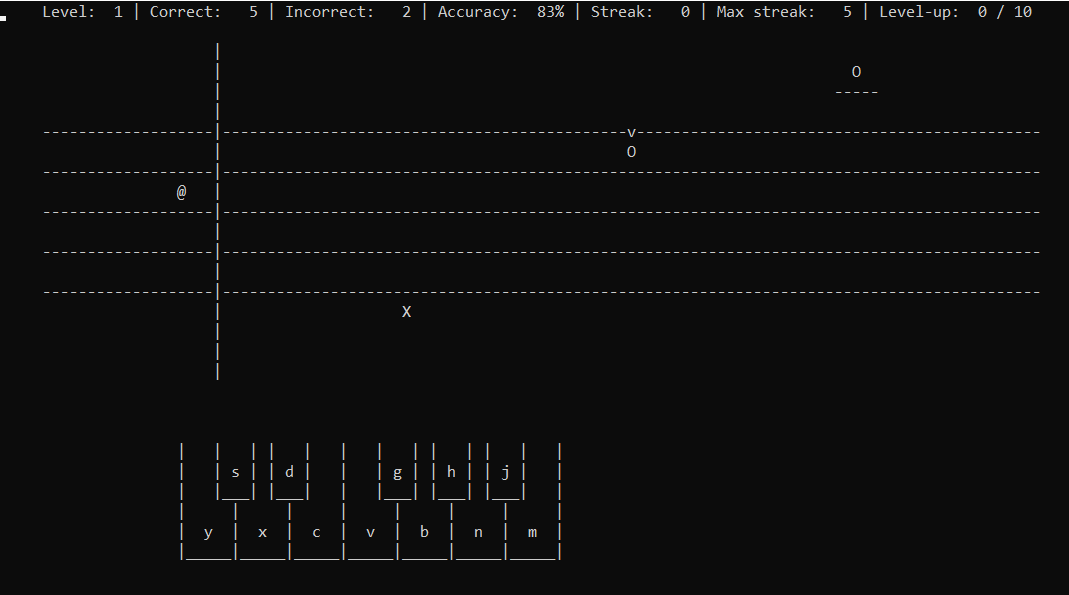 Level:  1 | Correct:   5 | Incorrect:   2 | Accuracy:  83% | Streak:   0 | Max streak:   5 | Level-up:  0 / 10
O
v
O
@
X
s d g h j
y x c v b n m